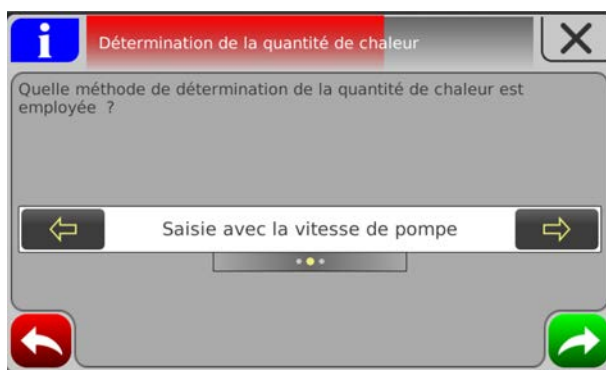 i
Détermination de la quantité de chaleur
Quelle méthode de détermination de la quantité de chaleur est
employée ?
Saisie avec la vitesse de pompe